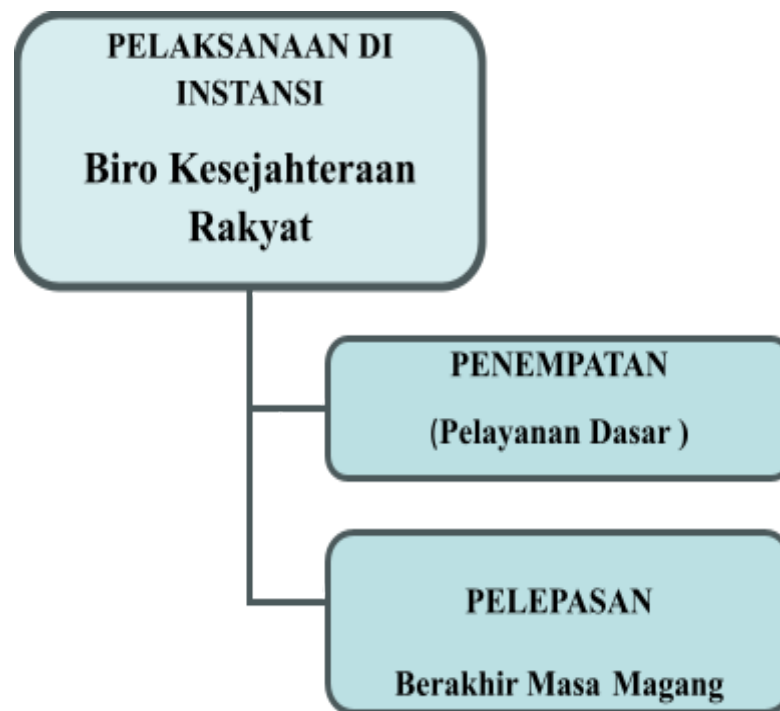 PELAKSANAAN DI
INSTANSI
Biro Kesejahteraan
Rakyat
PENEMPATAN
(Pelayanan Dasar )
PELEPASAN
Berakhir Masa Magang